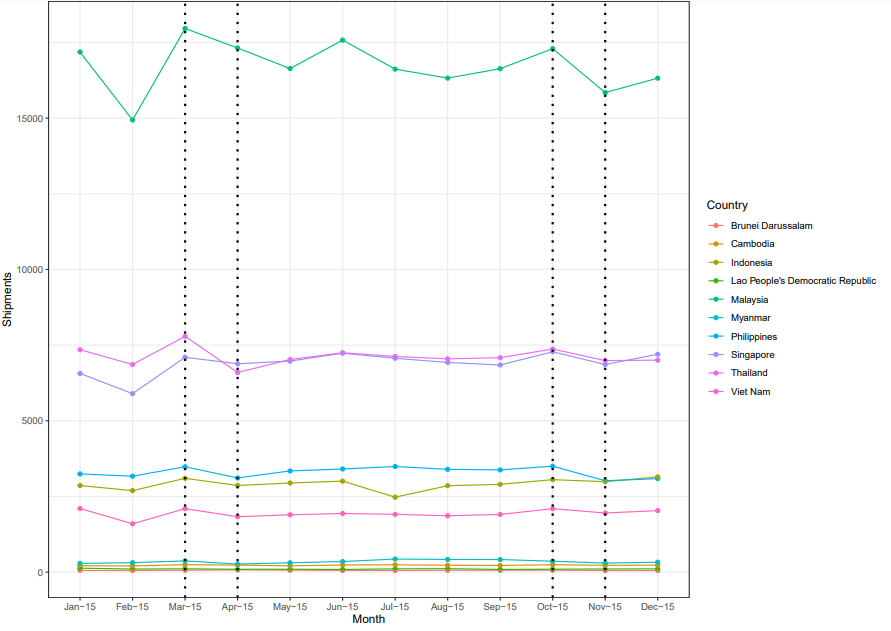 Shipments
15000
10000
5000
0
Jan−15 Feb−15 Mar−15 Apr−15 May−15 Jun−15 Jul−15 Aug−15 Sep−15 Oct−15 Nov−15 Dec−15
Month
Country
Brunei Darussalam
Cambodia
Indonesia
Lao People's Democratic Republic
Malaysia
Myanmar
Philippines
Singapore
Thailand
Viet Nam